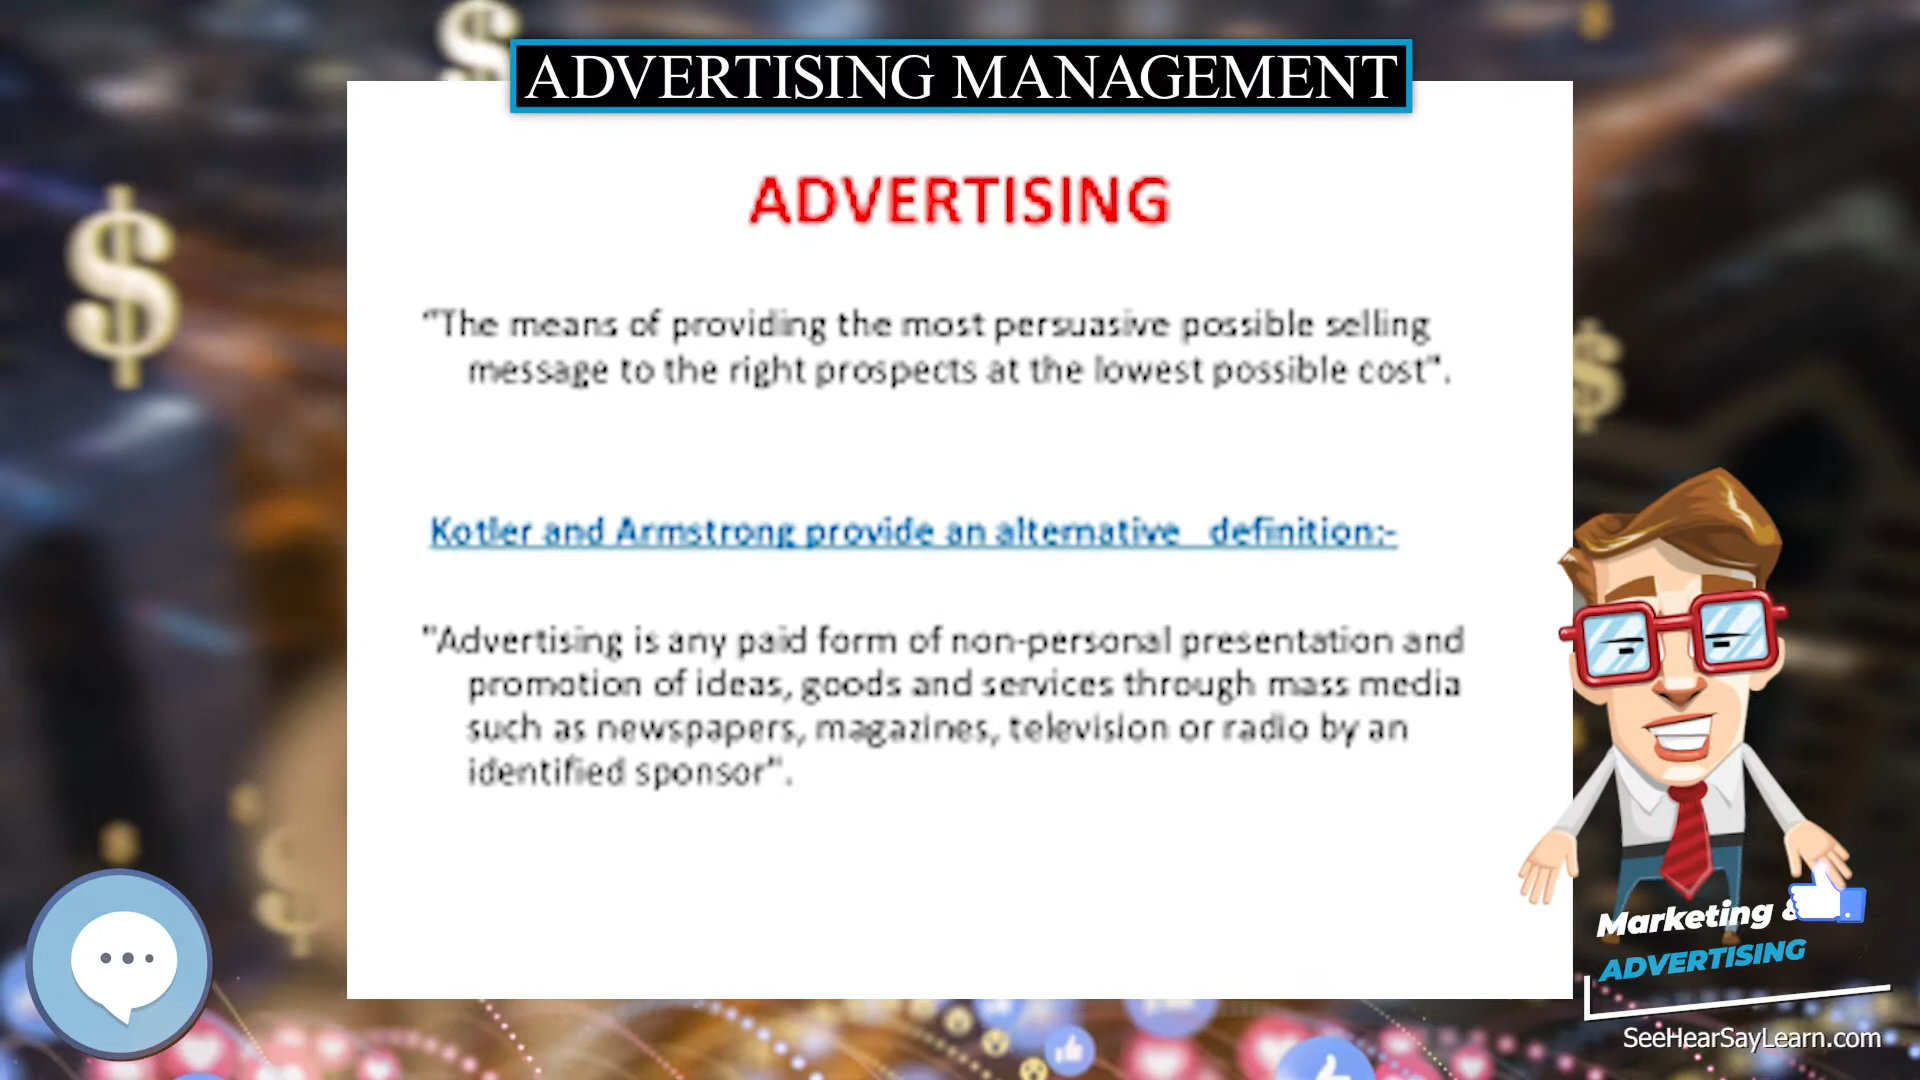 ADVERTISING MANAGEMENT
ADVERTISING
"The means of providing the most persuasive possible selling
message to the right prospects at the lowest possible cost".
Kotler and Armstrong provide an alternative definition:-
"Advertising is any paid form of non-personal presentation and
promotion of ideas, goods and services through mass media
such as newspapers, magazines, television or radio by an
identified sponsor".
Marketing &
ADVERTISING
SeeHearSayLearn.com